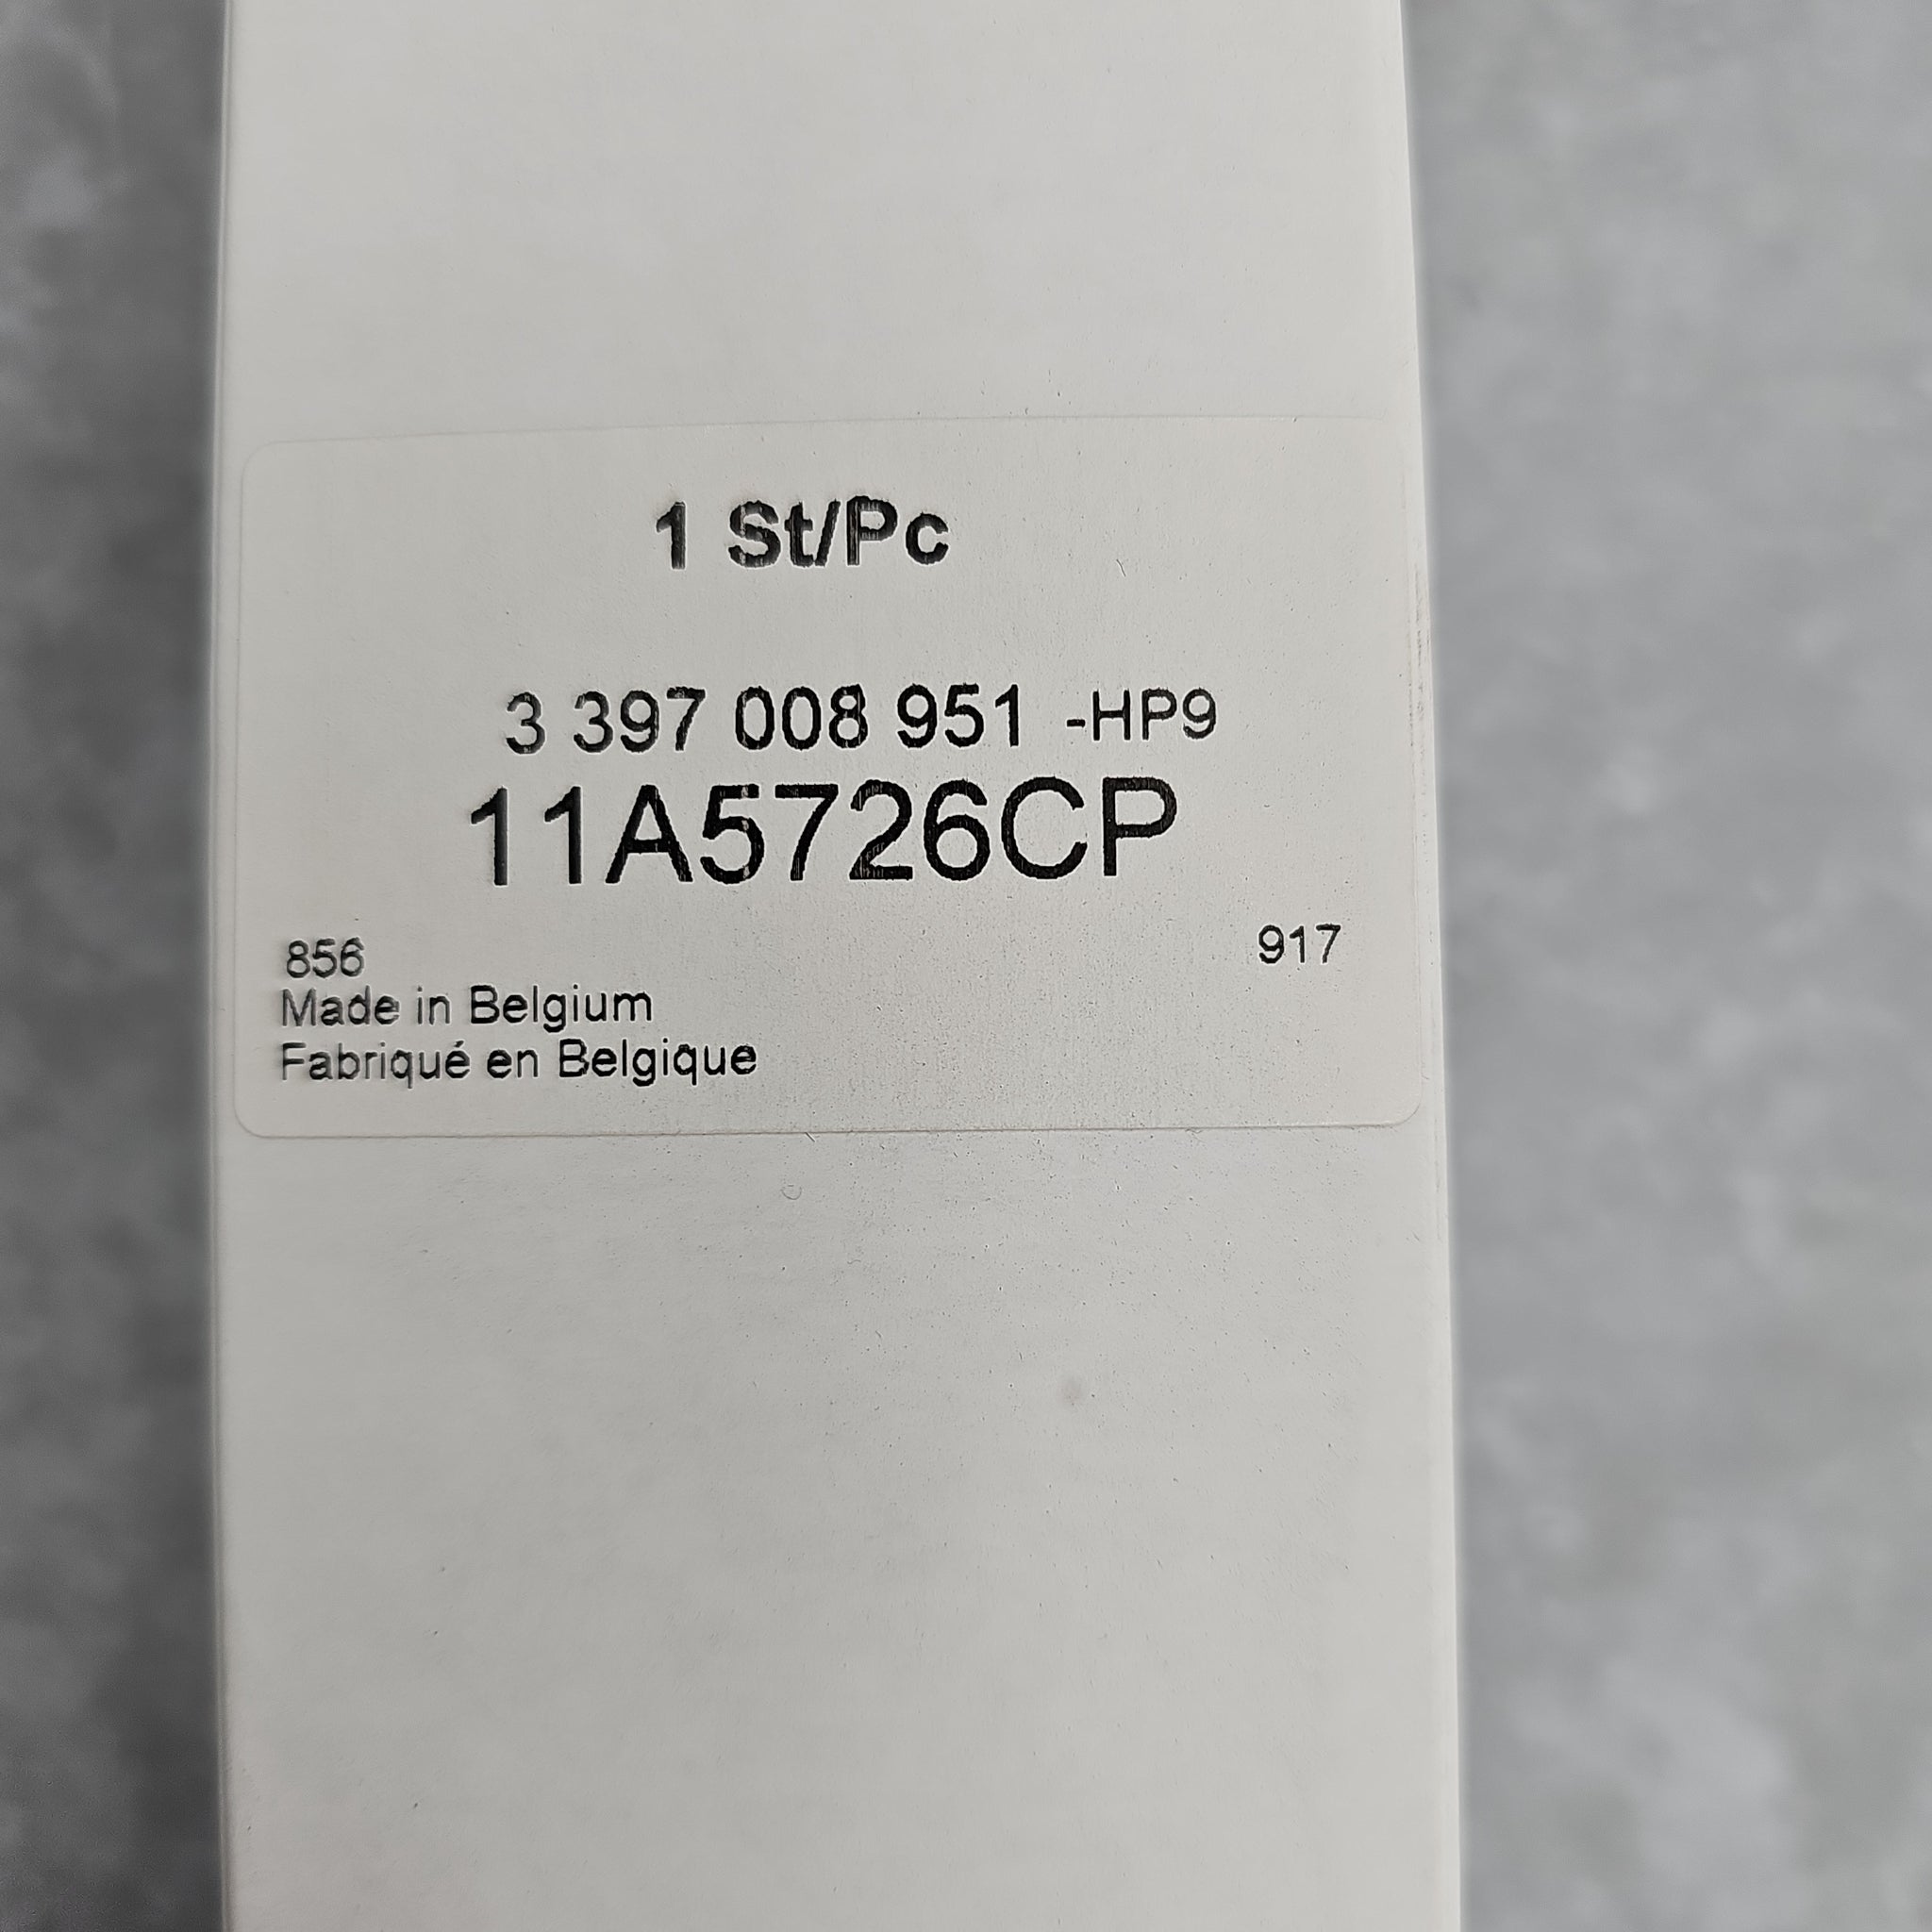 1 St/Pc
3 397 008 951 -HP9
11A5726CP
856 917
Made in Belgium
Fabriqué en Belgique